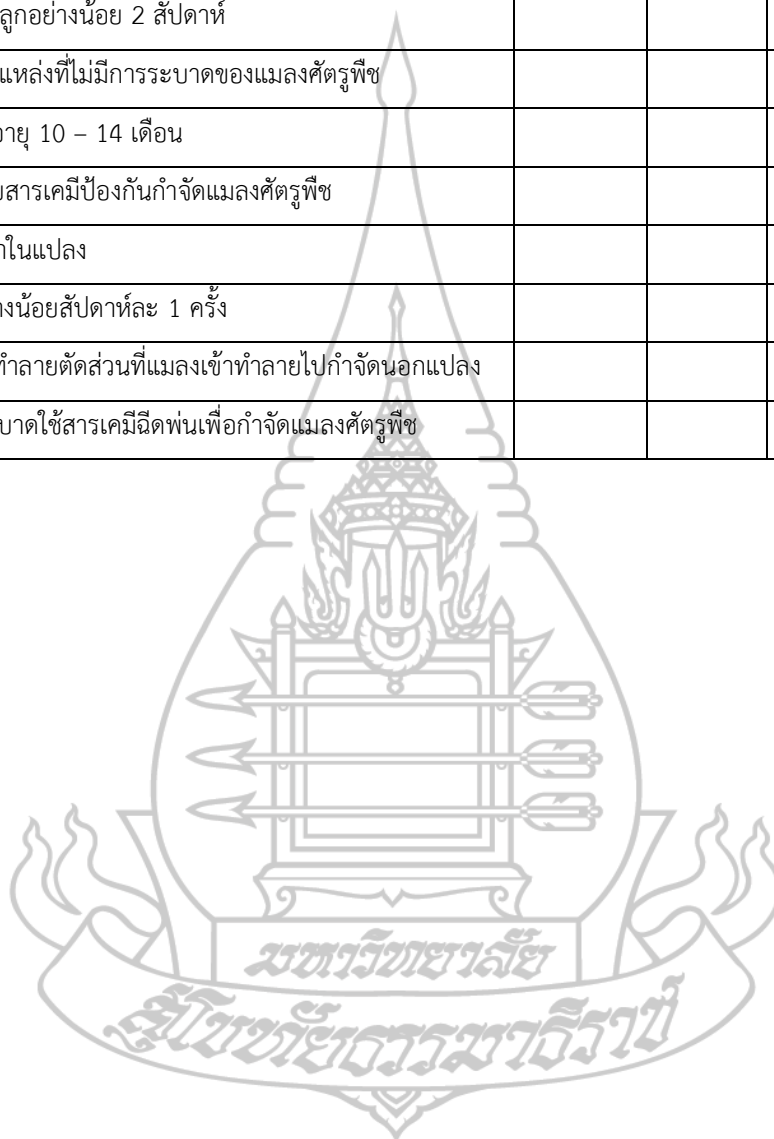 ลูกอย่างน้อย 2 สัปดาห์
แหล่งที่ไม่มีการระบาดของแมลงศัตรูพืช
อายุ 10 – 14 เดือน
ยสารเคมีป้องกันกำจัดแมลงศัตรูพืช
าในแปลง
างน้อยสัปดาห์ละ 1 ครั้ง
ทำลายตัดส่วนที่แมลงเข้าทำลายไปกำจัดนอกแปลง
บาดใช้สารเคมีฉีดพ่นเพื่อกำจัดแมลงศัตรูพืช
มหาวิทยาลัย
สุโขทัยธรรมาธิราช